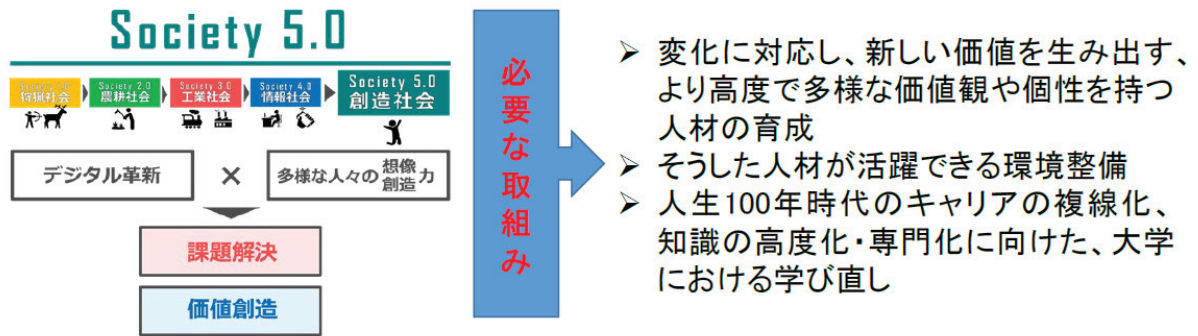 Society 5.0
Society 1.0
狩猟社会
Society 2.0
農耕社会
Society 3.0
工業社会
Society 4.0
情報社会
Society 5.0
創造社会
デジタル革新
×
多様な人々の想像創造力
課題解決
価値創造
必要な取組み
➢ 変化に対応し、新しい価値を生み出す、
より高度で多様な価値観や個性を持つ
人材の育成
➢ そうした人材が活躍できる環境整備
➢ 人生100年時代のキャリアの複線化、
知識の高度化・専門化に向けた、大学
における学び直し